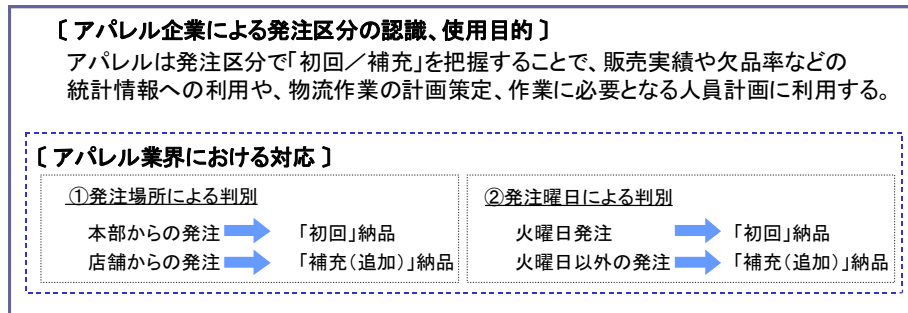 〔 アパレル企業による発注区分の認識、使用目的 〕
アパレルは発注区分で「初回／補充」を把握することで、販売実績や欠品率などの
統計情報への利用や、物流作業の計画策定、作業に必要となる人員計画に利用する。
〔 アパレル業界における対応 〕
①発注場所による判別
本部からの発注 「初回」納品
店舗からの発注 「補充（追加）」納品
②発注曜日による判別
火曜日発注 「初回」納品
火曜日以外の発注 「補充（追加）」納品